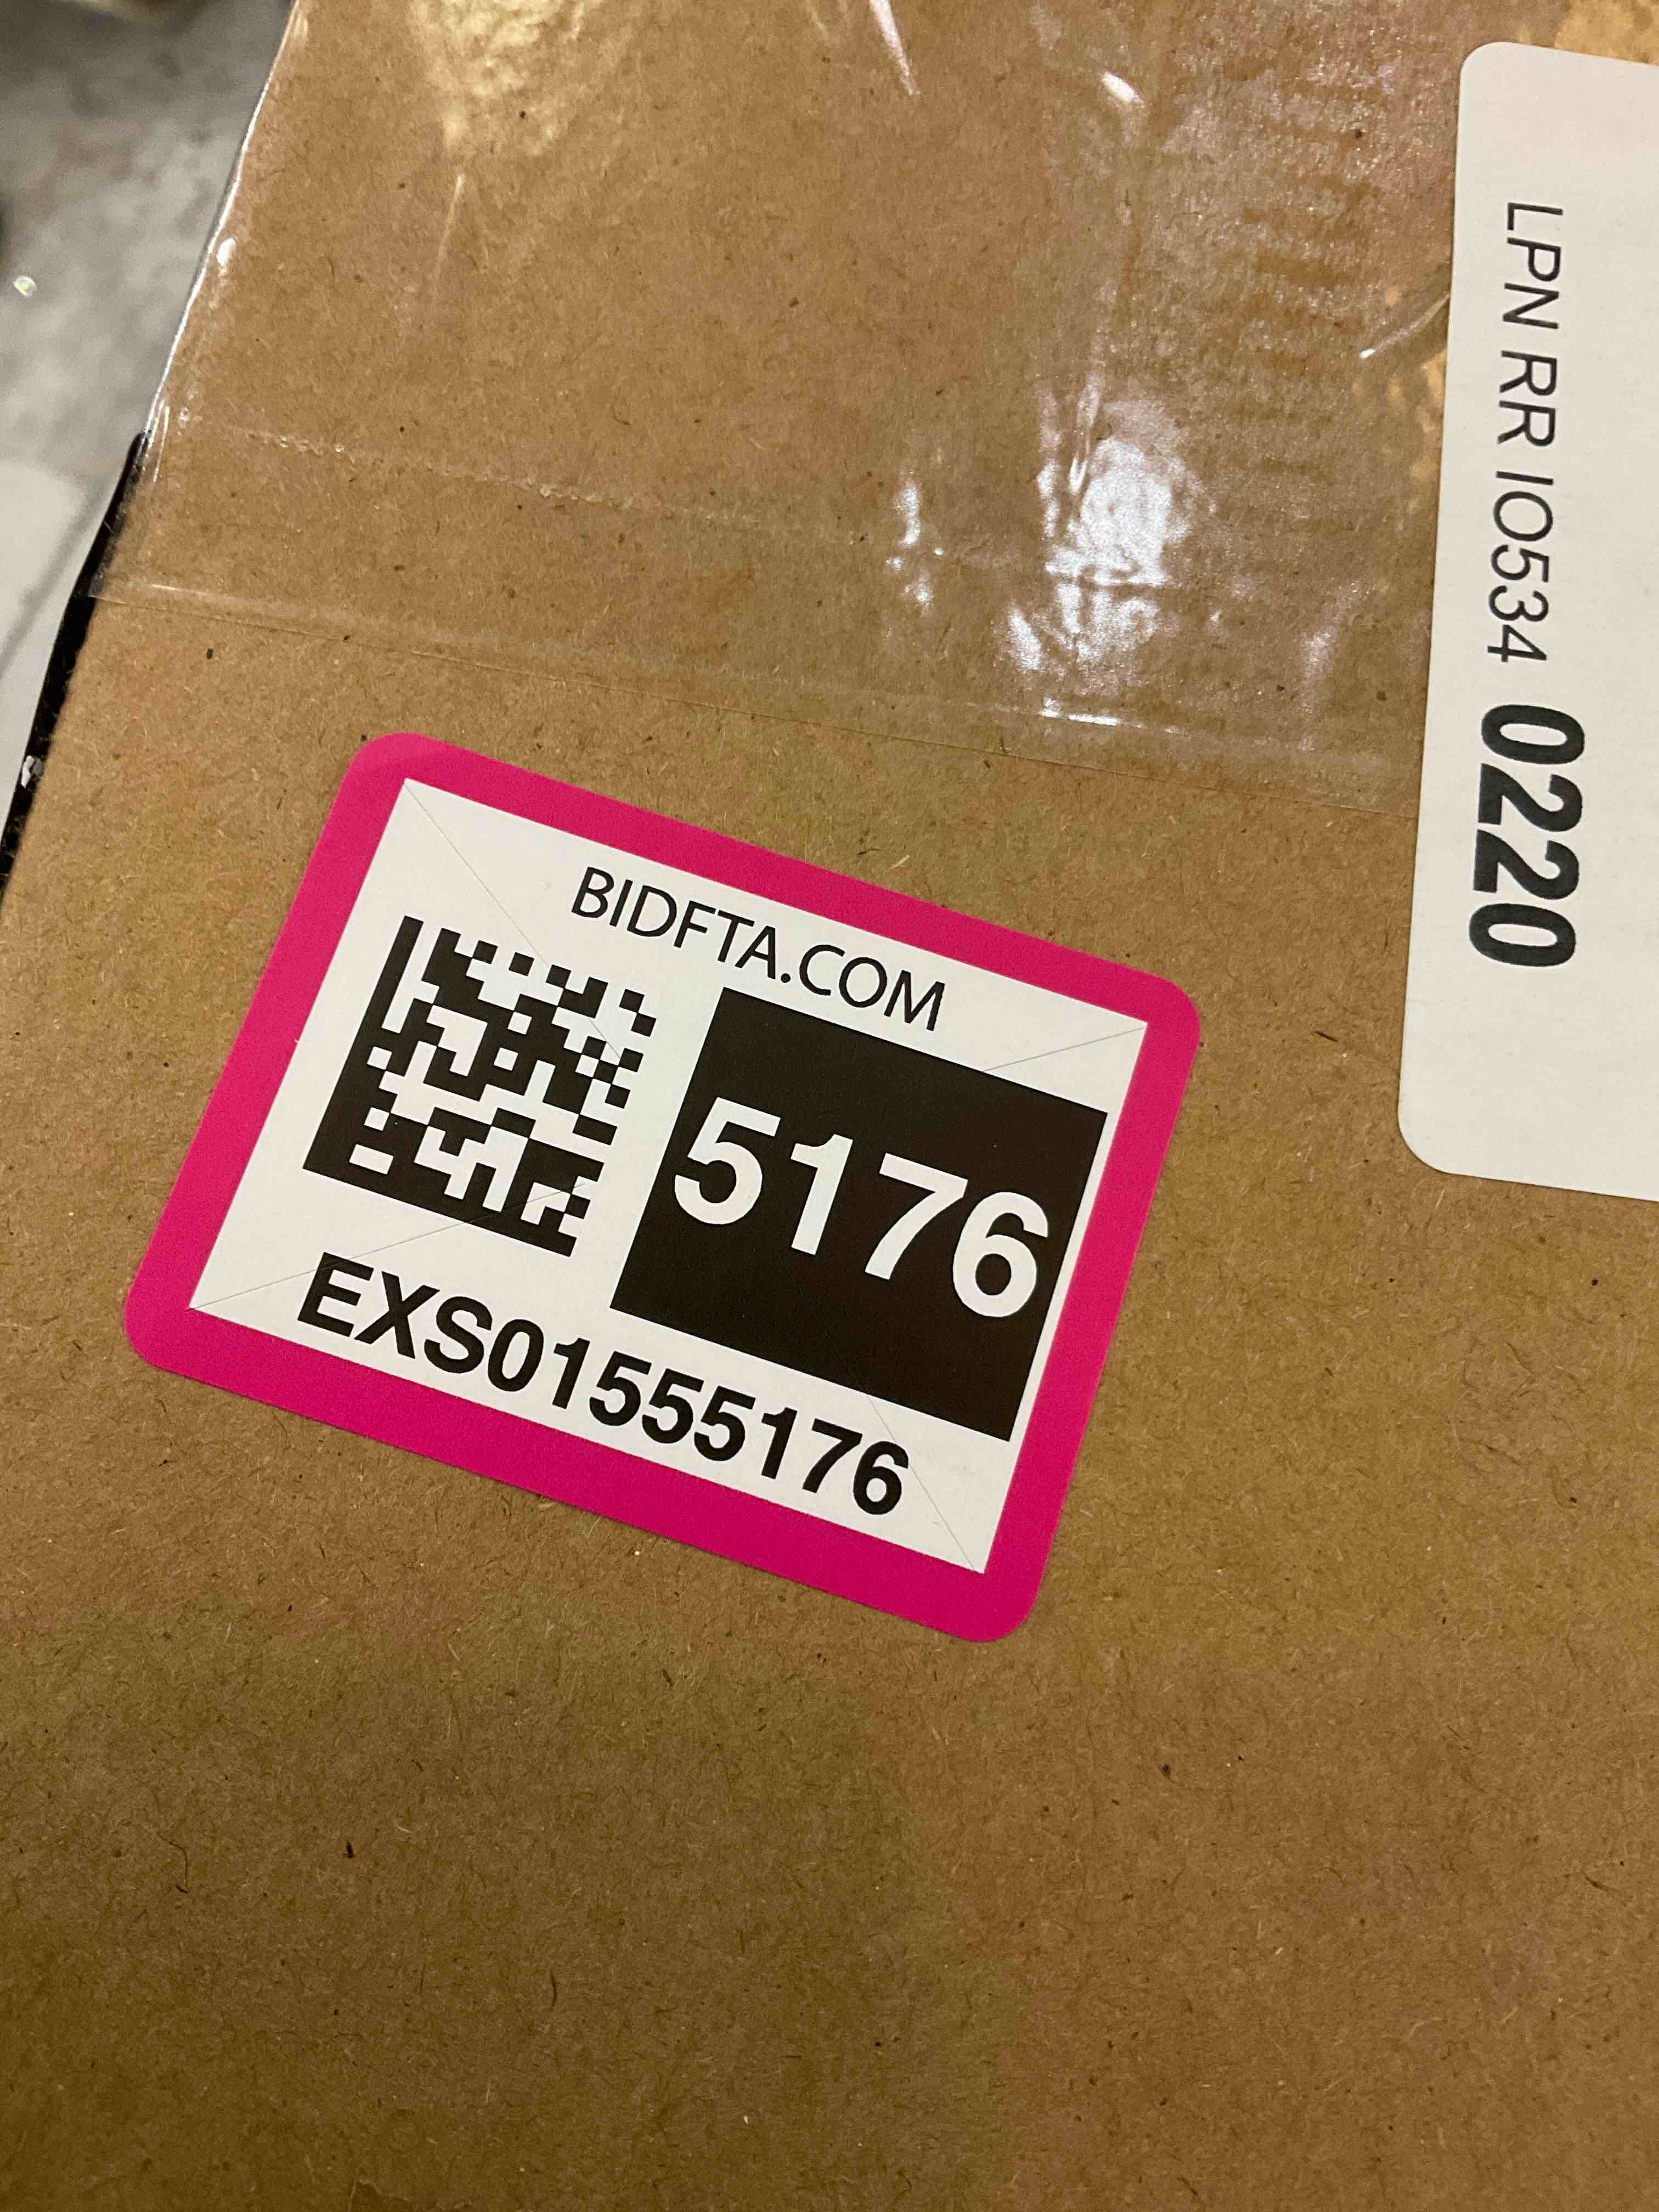 BIDFTA.COM
5176
EXS01555176
LPN RR IO534 0220